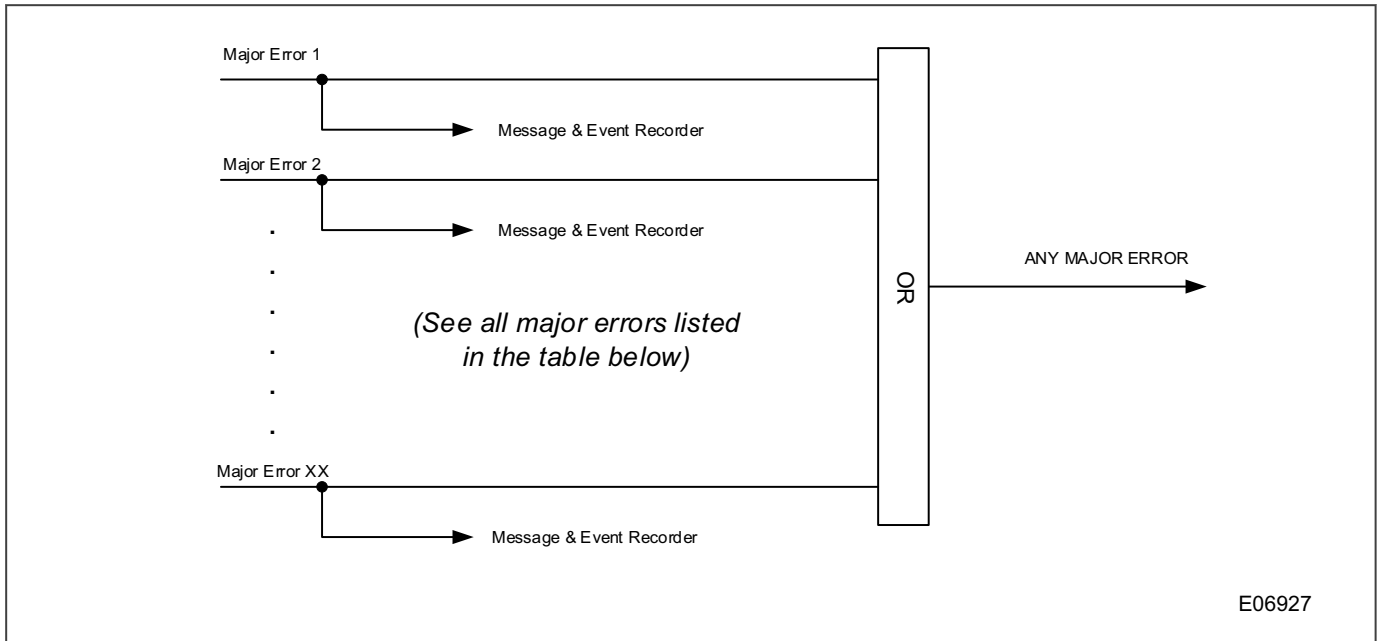 Major Error 1
Message & Event Recorder
Major Error 2
Message & Event Recorder
.
.
.
.
.
.
(See all major errors listed
in the table below)
OR
ANY MAJOR ERROR
Major Error XX
Message & Event Recorder
E06927